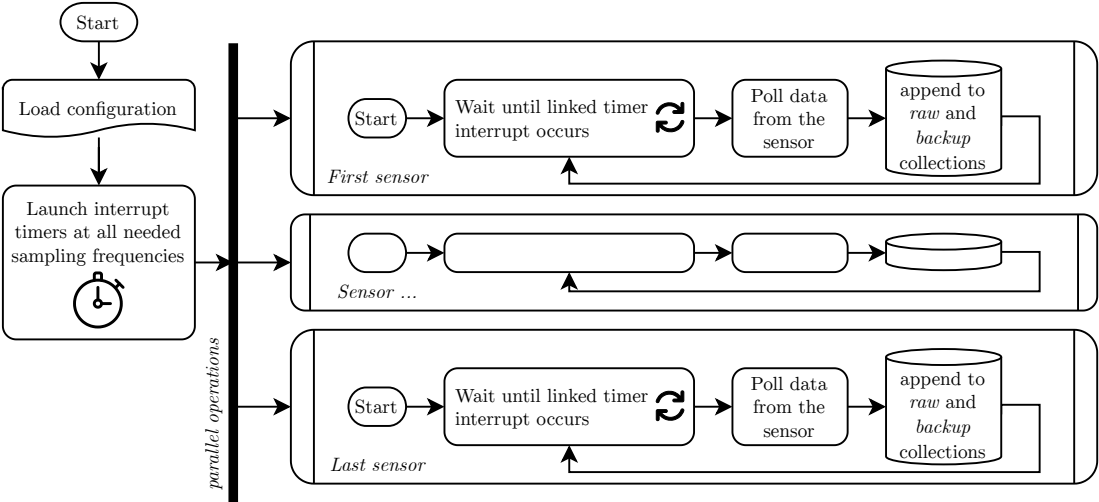 Start
Load configuration
Launch interrupt
timers at all needed
sampling frequencies
parallel operations
Start
Wait until linked timer
interrupt occurs
Poll data
from the
sensor
append to
raw and
backup
collections
First sensor
Sensor ...
Start
Wait until linked timer
interrupt occurs
Poll data
from the
sensor
append to
raw and
backup
collections
Last sensor